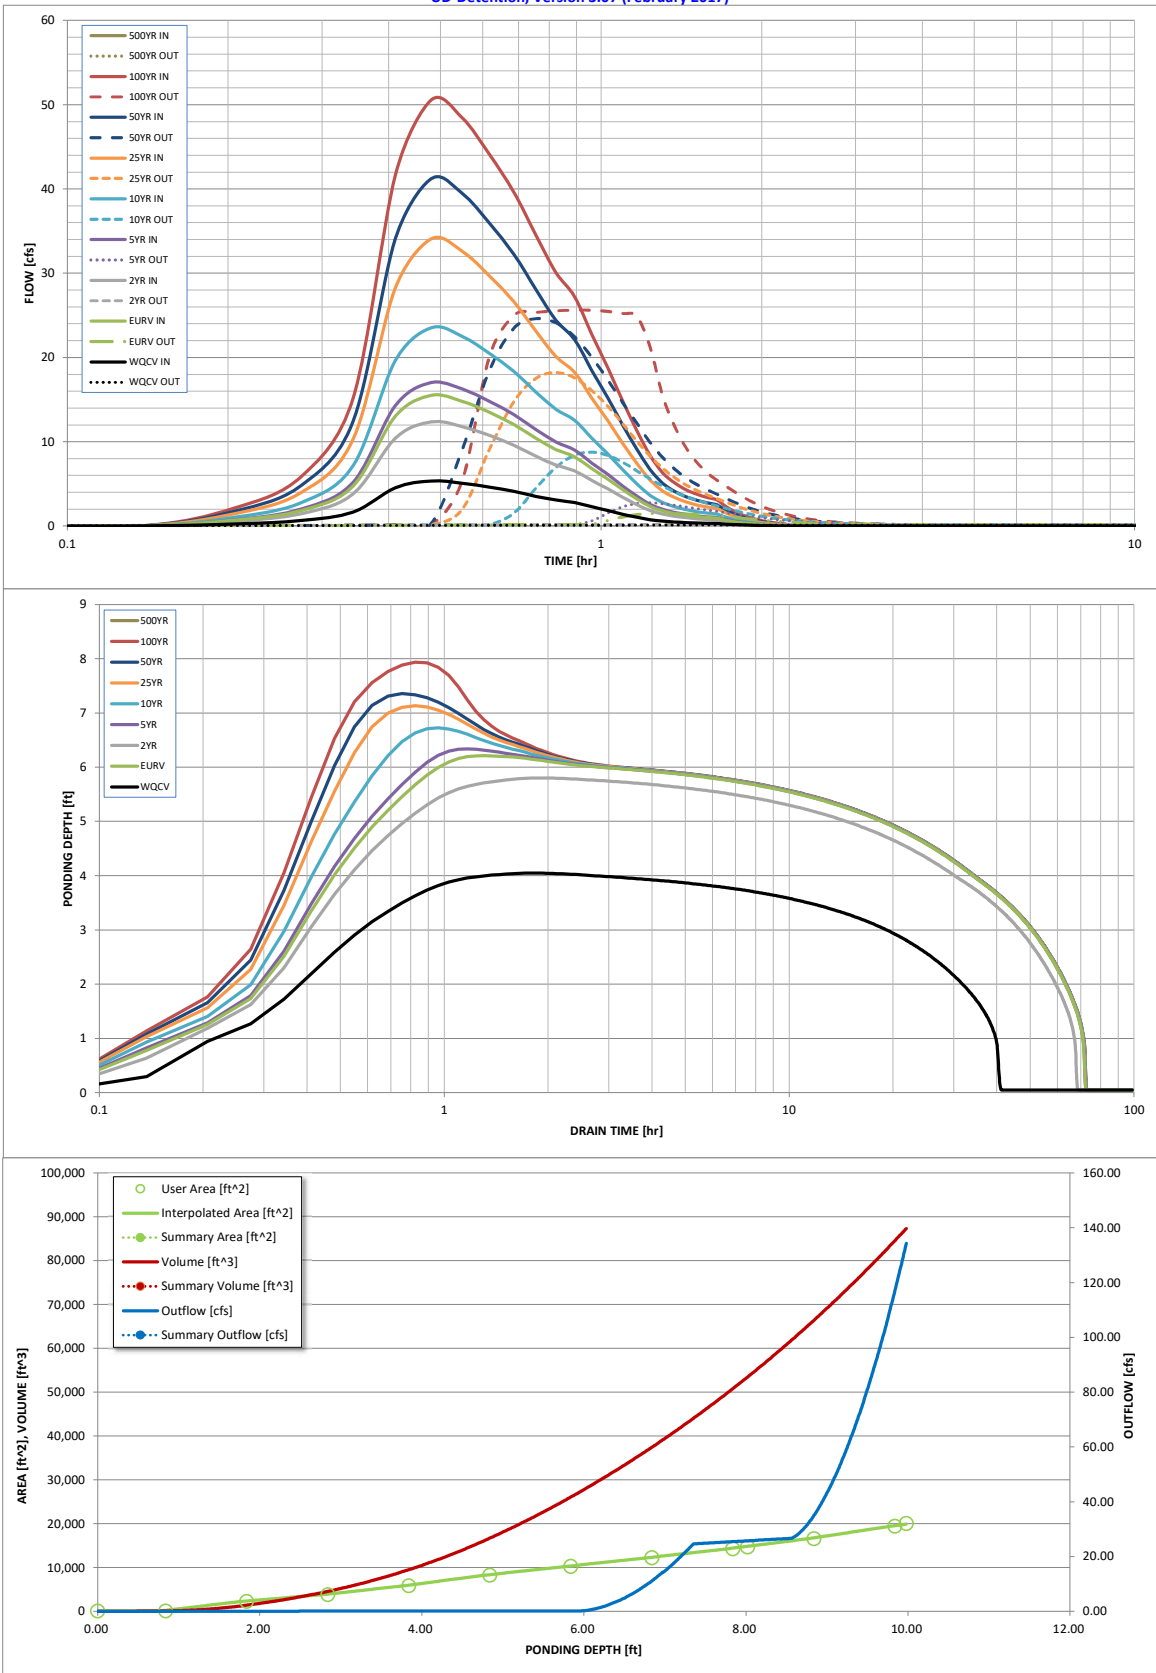 UD-Detention, Version 3.07 (February 2017)
60
50
40
30
20
10
0
FLOW [cfs]
500YR IN
500YR OUT
100YR IN
100YR OUT
50YR IN
50YR OUT
25YR IN
25YR OUT
10YR IN
10YR OUT
5YR IN
5YR OUT
2YR IN
2YR OUT
EURV IN
EURV OUT
WQCV IN
WQCV OUT
0.1 1 10
TIME [hr]
9
8
7
6
5
4
3
2
1
0
PONDING DEPTH [ft]
500YR
100YR
50YR
25YR
10YR
5YR
2YR
EURV
WQCV
0.1 1 10 100
DRAIN TIME [hr]
100,000
90,000
80,000
70,000
60,000
50,000
40,000
30,000
20,000
10,000
0
AREA [ft^2], VOLUME [ft^3]
User Area [ft^2]
Interpolated Area [ft^2]
Summary Area [ft^2]
Volume [ft^3]
Summary Volume [ft^3]
Outflow [cfs]
Summary Outflow [cfs]
160.00
140.00
120.00
100.00
80.00
60.00
40.00
20.00
0.00
OUTFLOW [cfs]
0.00 2.00 4.00 6.00 8.00 10.00 12.00
PONDING DEPTH [ft]